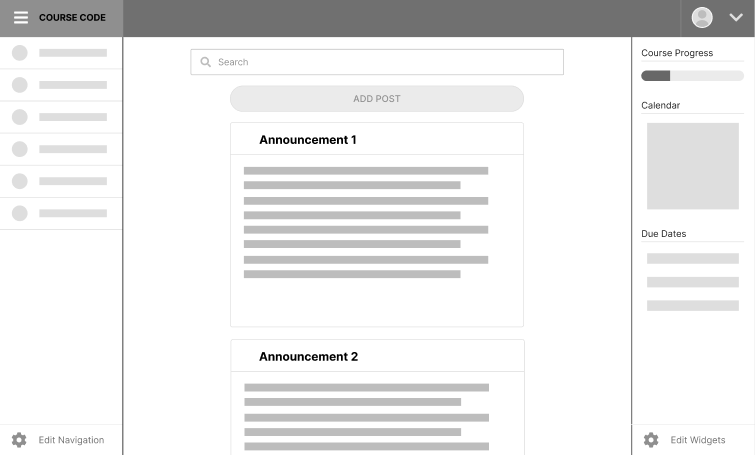 COURSE CODE
Search
ADD POST
Announcement 1
Announcement 2
Course Progress
Calendar
Due Dates
Edit Navigation
Edit Widgets